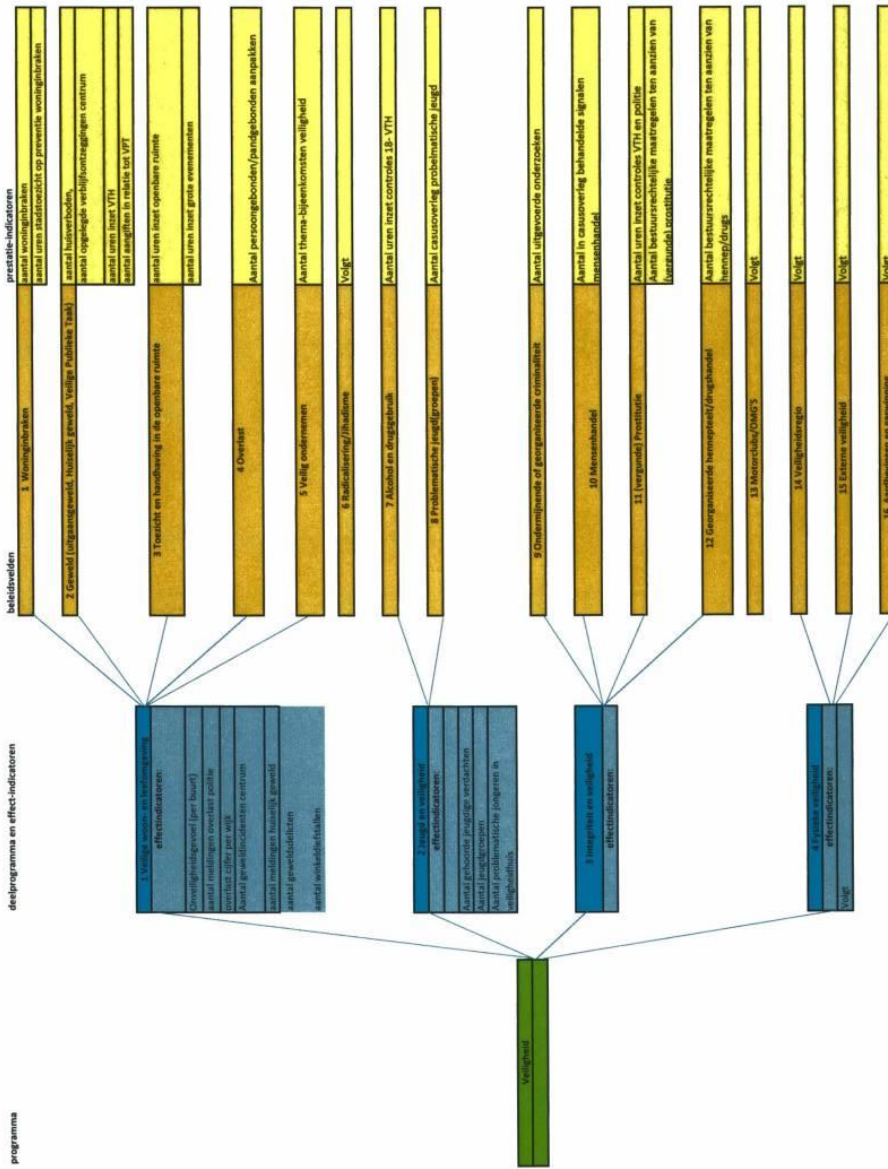 programma
deelprogramma en effect-indicatoren
beleidsvelden
prestatie-indicatoren
Veiligheid
1 Veilige woon- en leefomgeving
effectindicatoren:
Onveiligheidsgevoel (per buurt)
aantal meldingen overlast politie
overlast cijfer per wijk
Aantal geweldincidenten centrum
aantal meldingen huiselijk geweld
aantal geweldsdelicten
aantal winkeldiefstallen
1 Woninginbraken
aantal woninginbraken
aantal uren stadstoezicht op preventie woninginbraken
2 Geweld (uitgaansgeweld, Huiselijk geweld, Veilige Publieke Taak)
aantal huisverboden,
aantal opgelegde verblijfsontzeggingen centrum
aantal uren inzet VTH
aantal aangiften in relatie tot VPT
3 Toezicht en handhaving in de openbare ruimte
aantal uren inzet openbare ruimte
aantal uren inzet grote evenementen
4 Overlast
Aantal persoongebonden/pandgebonden aanpakken
5 Veilig ondernemen
Aantal thema-bijeenkomsten veiligheid
6 Radicalisering/Jihadisme
Volgt
2 Jeugd en veiligheid
effectindicatoren:
Aantal gehoorde jeugdige verdachten
Aantal jeugdgroepen
Aantal problematische jongeren in
veiligheidhuis
7 Alcohol en drugsgebruik
Aantal uren inzet controles 18- VTH
8 Problematische jeugd(groepen)
Aantal casusoverleg probelmatische jeugd
3 Integriteit en veiligheid
effectindicatoren:
9 Ondermijnende of georganiseerde criminaliteit
Aantal uitgevoerde onderzoeken
10 Mensenhandel
Aantal in casusoverleg behandelde signalen
mensenhandel
11 (vergunde) Prostitutie
Aantal uren inzet controles VTH en politie
Aantal bestuursrechtelijke maatregelen ten aanzien van
(vergunde) prostitutie
12 Georganiseerde hennepteelt/drugshandel
Aantal bestuursrechtelijke maatregelen ten aanzien van
hennep/drugs
13 Motorclubs/OMG'S
Volgt
4 Fysieke veiligheid
effectindicatoren:
Volgt
14 Veiligheidsregio
Volgt
15 Externe veiligheid
Volgt
16
Volgt